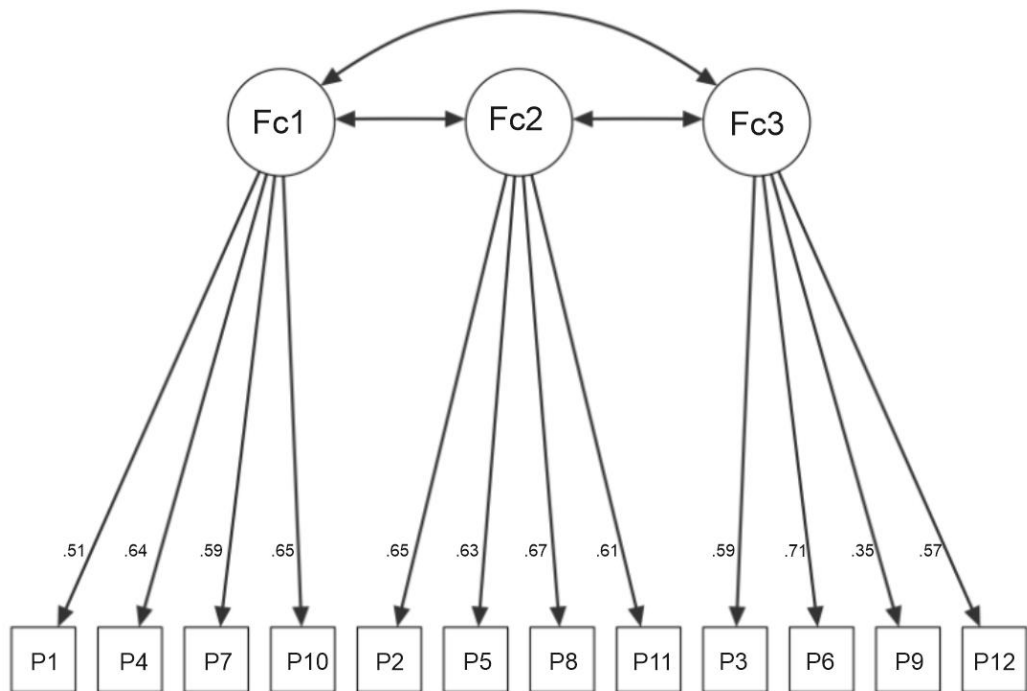 Fc1 Fc2 Fc3
.51 .64 .59 .65 .65 .63 .67 .61 .59 .71 .35 .57
P1 P4 P7 P10 P2 P5 P8 P11 P3 P6 P9 P12